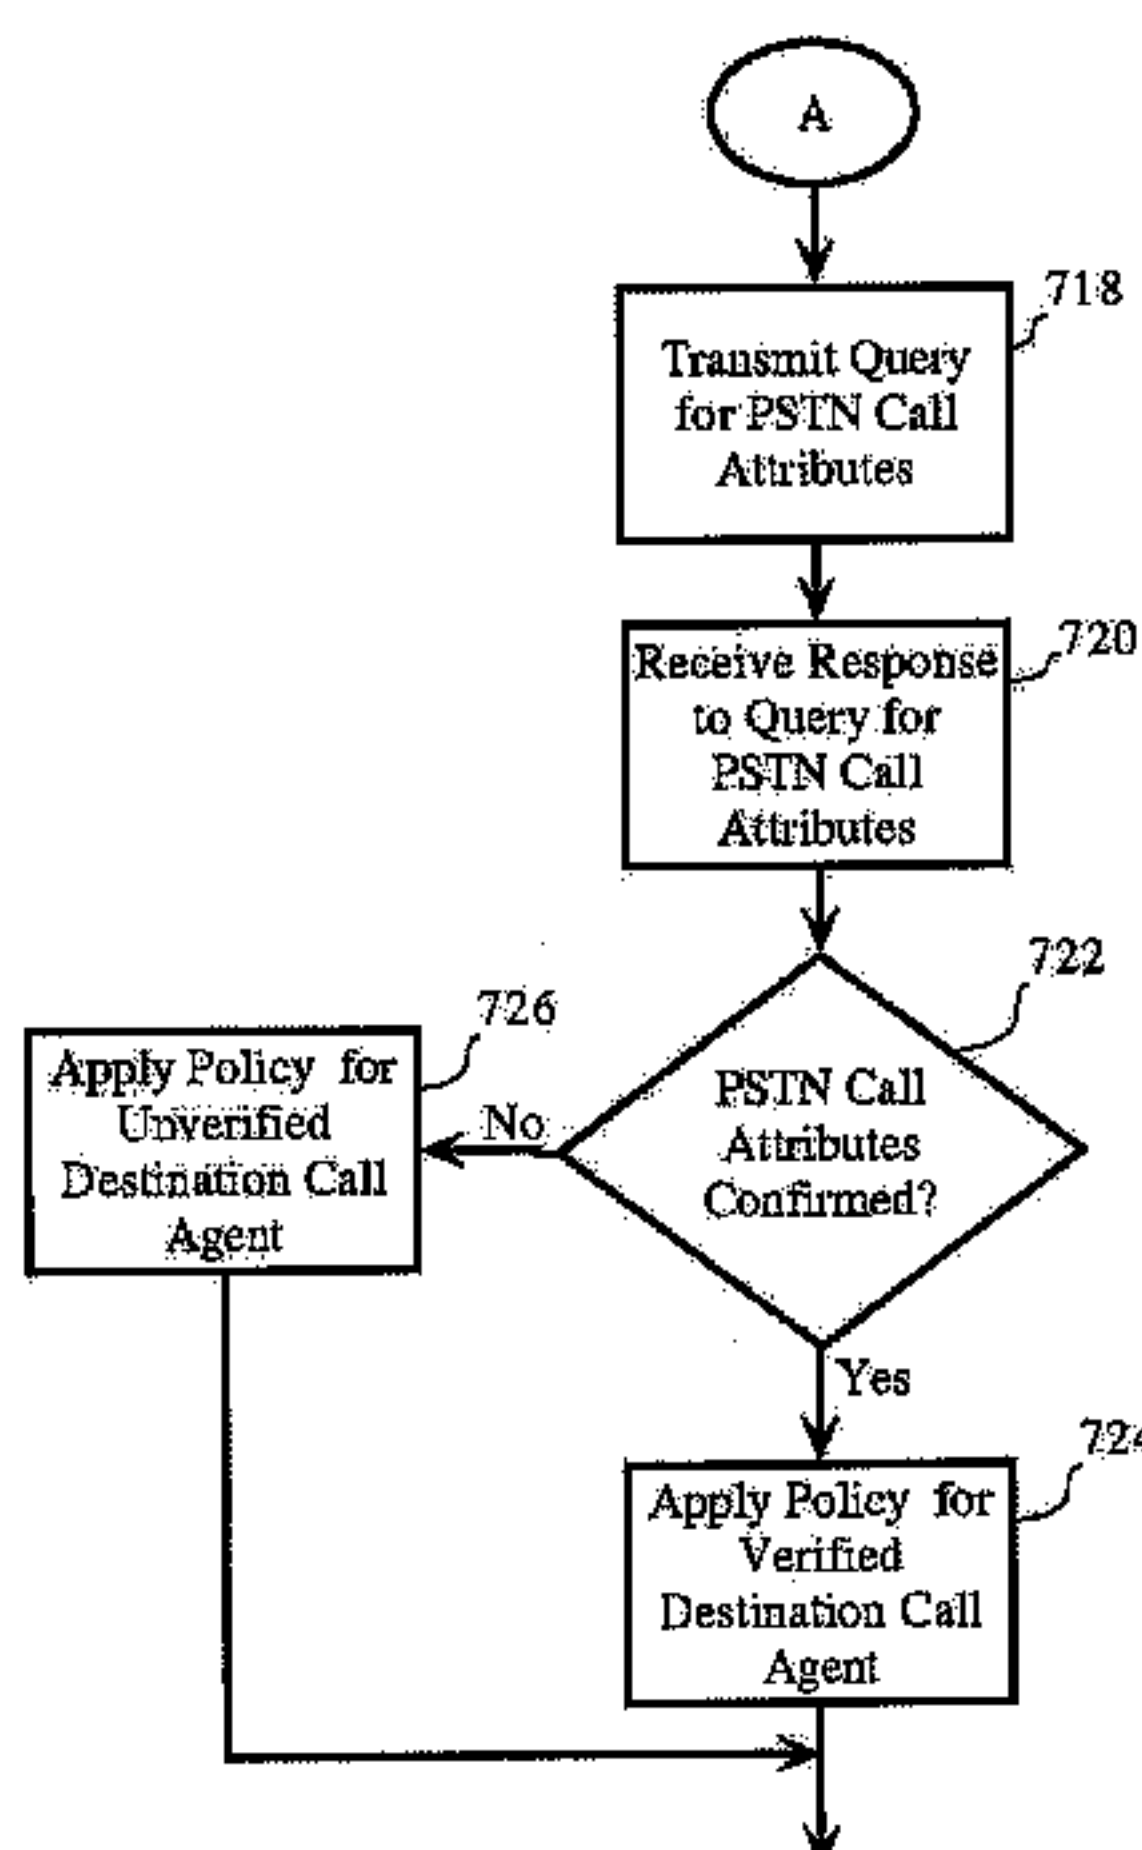 A
718
Transmit Query
for PSTN Call
Attributes
720
Receive Response
to Query for
PSTN Call
Attributes
722
PSTN Call
Attributes
Confirmed?
726
Apply Policy for
Unverified
Destination Call
Agent
No
Yes
724
Apply Policy for
Verified
Destination Call
Agent